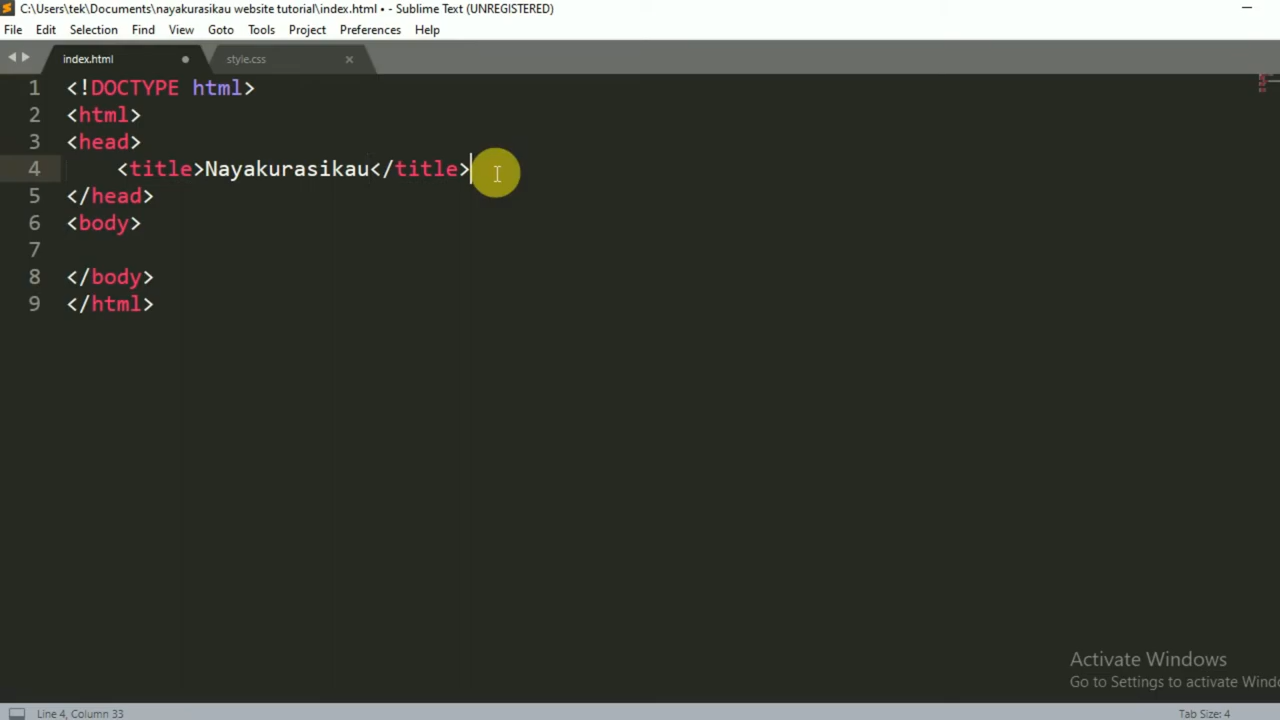 C:\Users\tek\Documents\nayakurasikau website tutorial\index.html • - Sublime Text (UNREGISTERED)
File Edit Selection Find View Goto Tools Project Preferences Help
index.html style.css
1 <!DOCTYPE html>
2 <html>
3 <head>
4 <title>Nayakurasikau</title>
5 </head>
6 <body>
7
8 </body>
9 </html>
Activate Windows
Go to Settings to activate Wind
Line 4, Column 33 Tab Size: 4